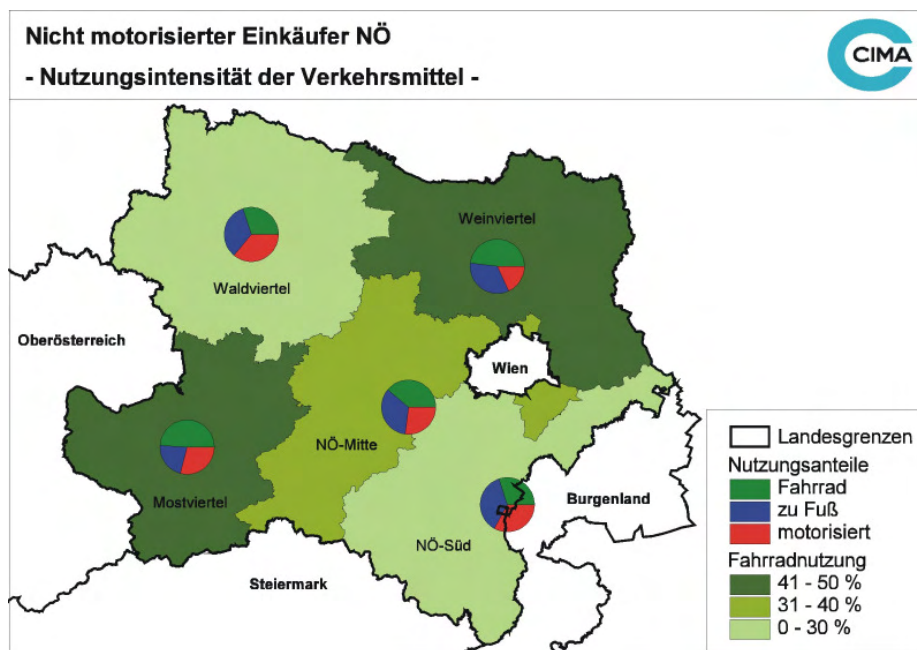 Nicht motorisierter Einkäufer NÖ
- Nutzungsintensität der Verkehrsmittel -
CIMA
Weinviertel
Waldviertel
Oberösterreich
Wien
NÖ-Mitte
Mostviertel
Burgenland
NÖ-Süd
Steiermark
Landesgrenzen
Nutzungsanteile
Fahrrad
zu Fuß
motorisiert
Fahrradnutzung
41 - 50 %
31 - 40 %
0 - 30 %